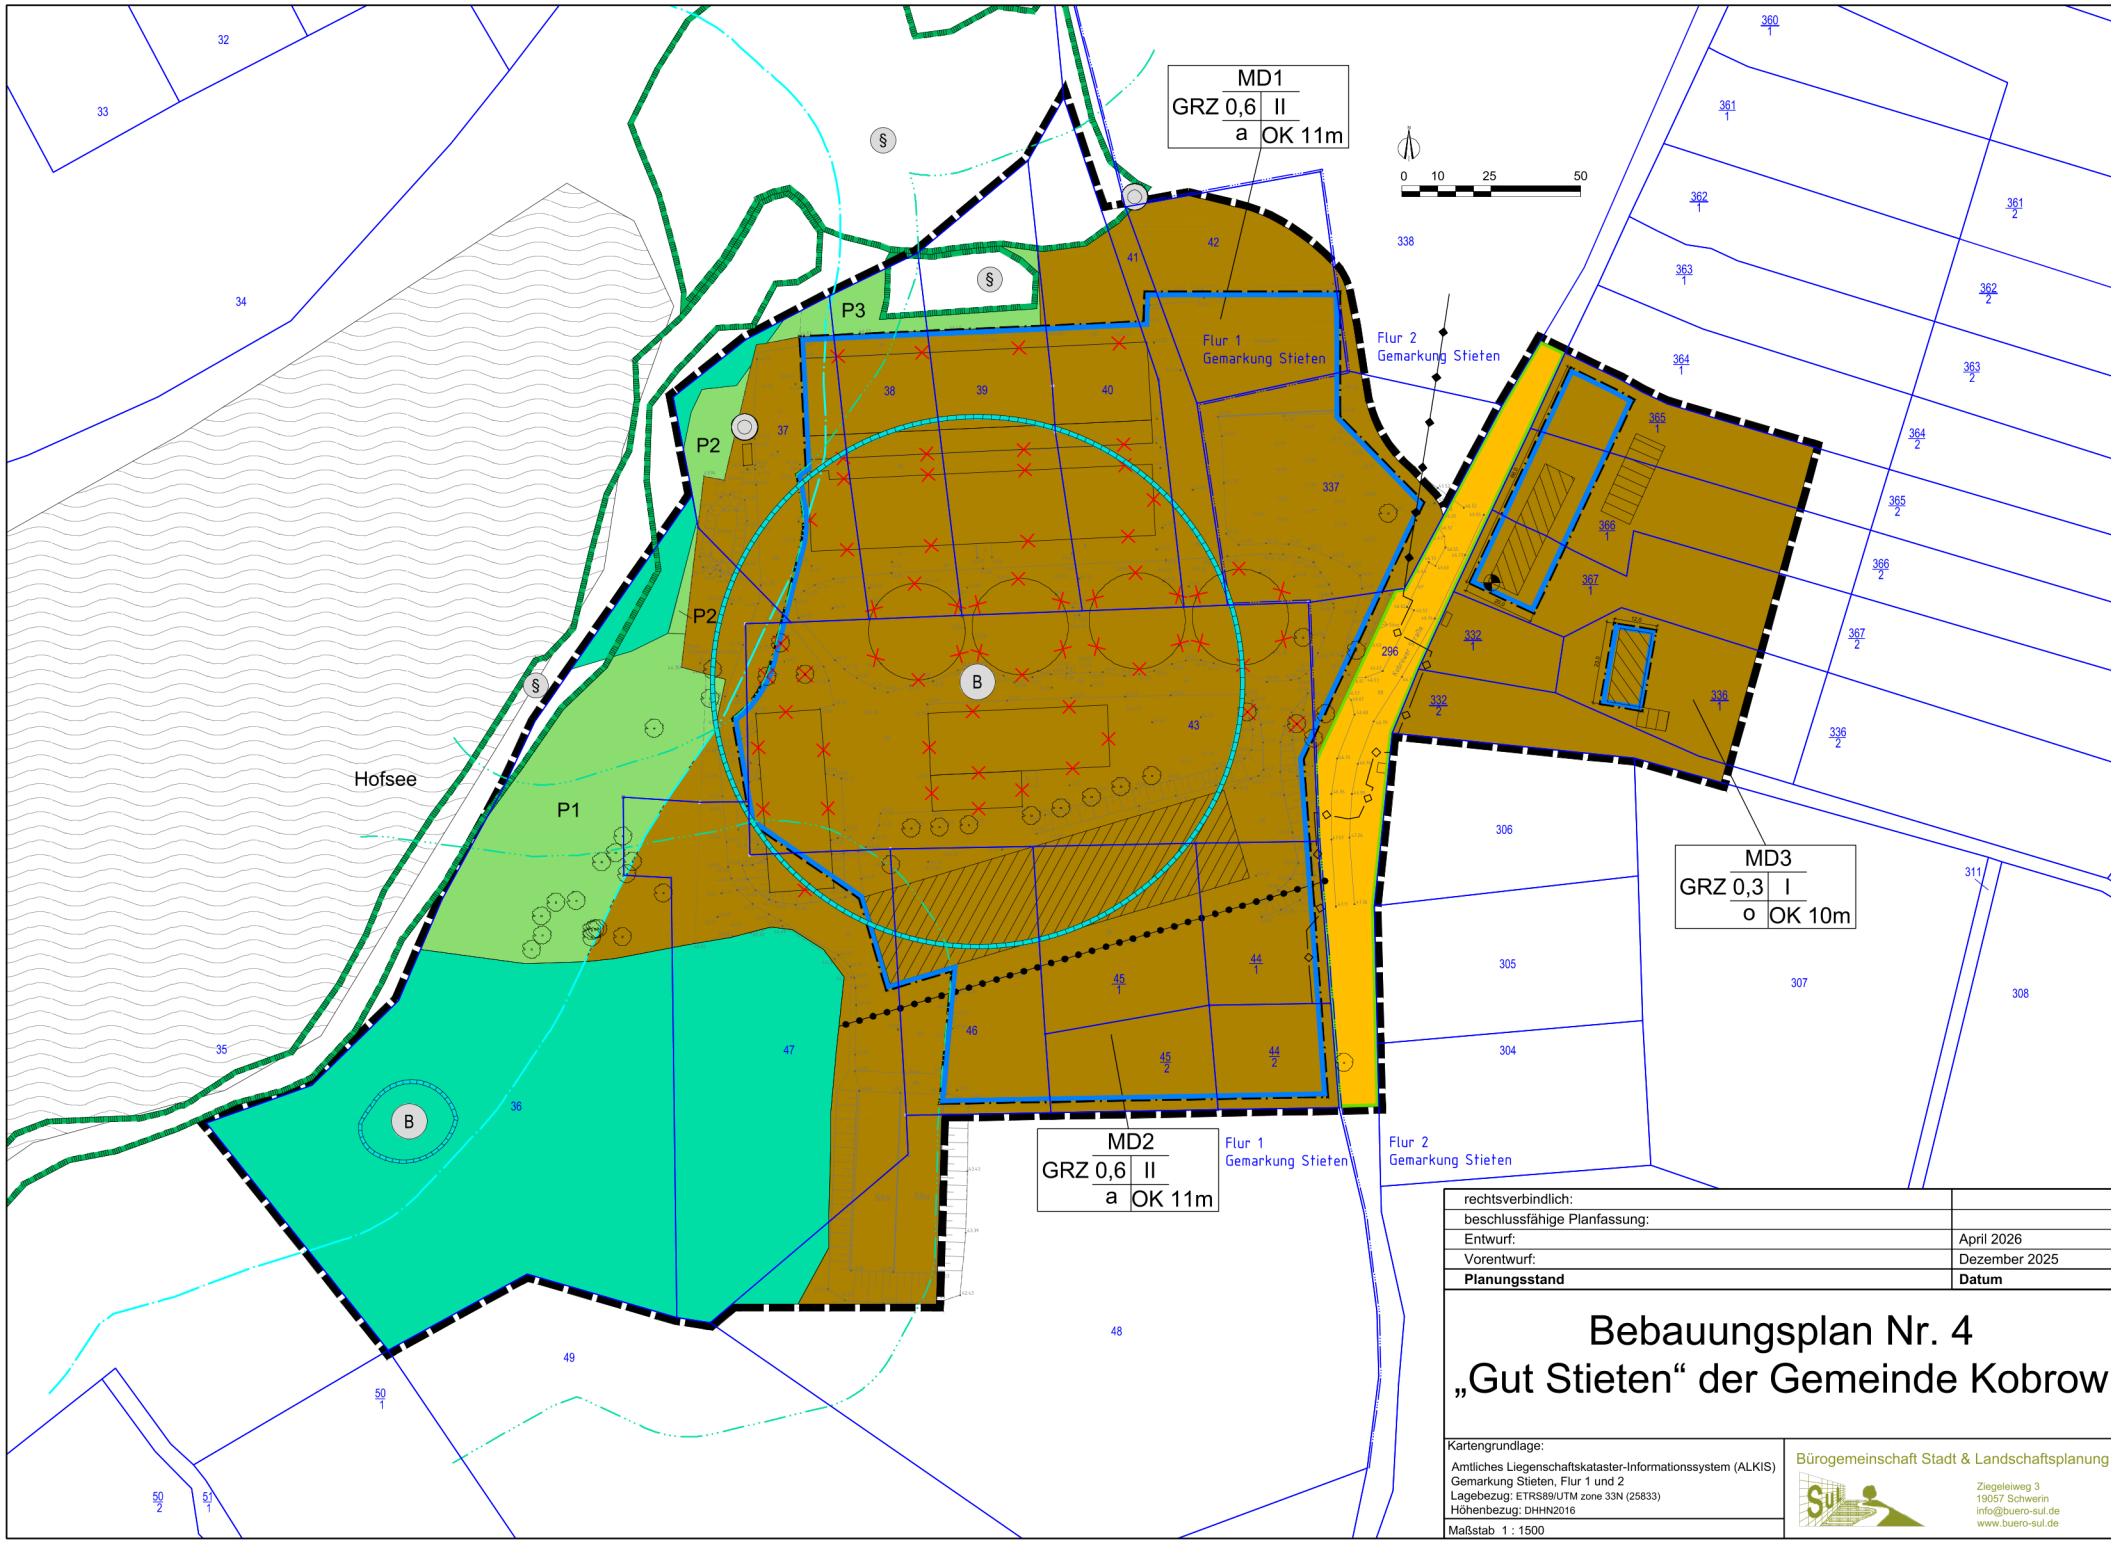 32
33
34
35
36
37
38
39
40
41
42
43
44
1
44
2
45
1
45
2
46
47
48
49
50
1
50
2
51
1
§
§
§
B
B
P1
P2
P2
P3
Hofsee
MD1
GRZ 0,6 II
a OK 11m
0 10 25 50
338
337
296
Flur 1
Gemarkung Stieten
Flur 2
Gemarkung Stieten
360
1
361
1
361
2
362
1
362
2
363
1
363
2
364
1
364
2
365
1
365
2
366
1
366
2
367
1
367
2
332
1
332
2
336
1
336
2
306
305
304
307
308
311
MD3
GRZ 0,3 I
o OK 10m
MD2
GRZ 0,6 II
a OK 11m
Flur 1
Gemarkung Stieten
Flur 2
Gemarkung Stieten
rechtsverbindlich:
beschlussfähige Planfassung:
Entwurf: April 2026
Vorentwurf: Dezember 2025
Planungsstand Datum
Bebauungsplan Nr. 4
„Gut Stieten“ der Gemeinde Kobrow
Kartengrundlage:
Amtliches Liegenschaftskataster-Informationssystem (ALKIS)
Gemarkung Stieten, Flur 1 und 2
Lagebezug: ETRS89/UTM zone 33N (25833)
Höhenbezug: DHHN2016
Maßstab 1 : 1500
Bürogemeinschaft Stadt & Landschaftsplanung
Sul
Ziegeleiweg 3
19057 Schwerin
info@buero-sul.de
www.buero-sul.de